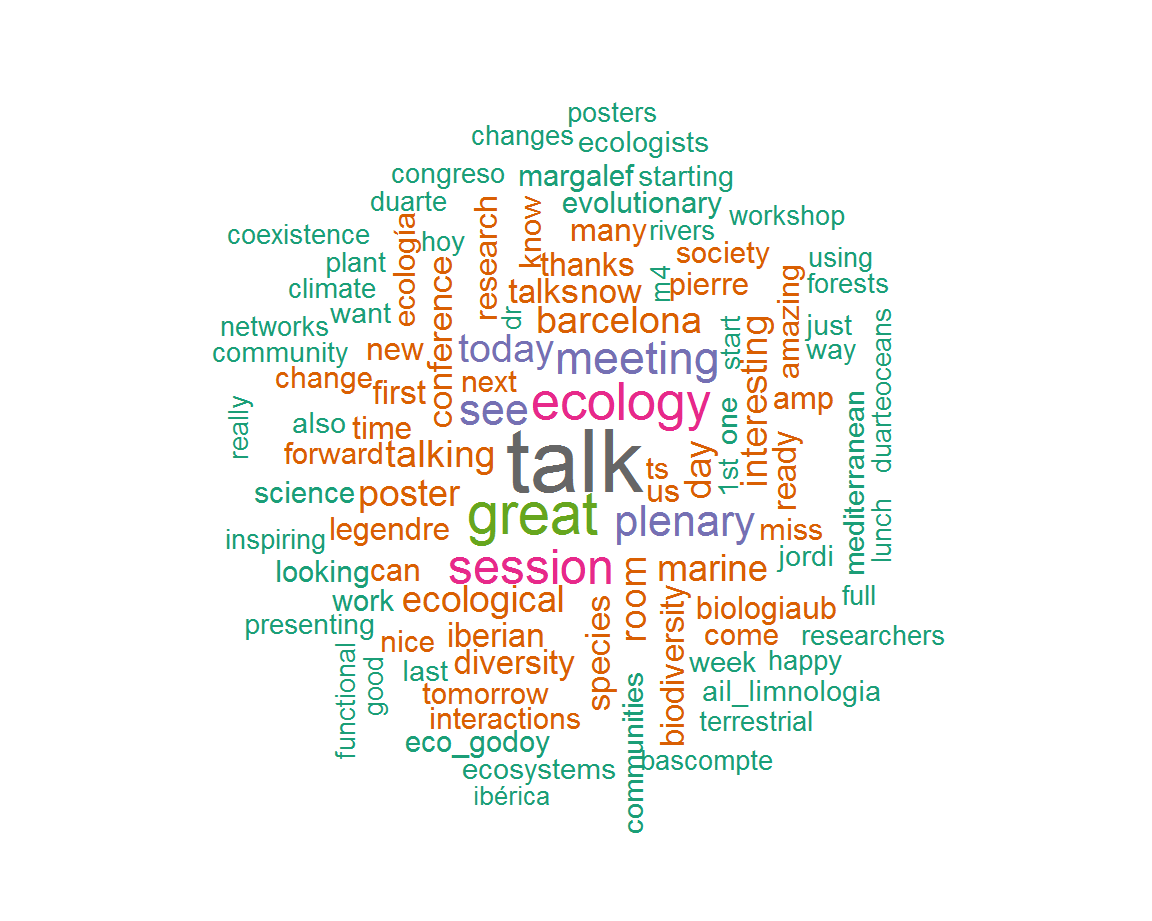 posters
changes
ecologists
congreso
margalef
starting
duarte
evolutionary
workshop
coexistence
ecología
hoy
research
know
many
rivers
society
using
plant
conference
thanks
m4
pierre
amazing
forests
climate
talks
now
networks
want
dr
barcelona
start
just
duarteoceans
community
new
today
meeting
interesting
way
change
first
next
see
ecology
one
amp
mediterranean
really
also
time
forward
talking
talk
ts
us
day
1st
ready
lunch
science
poster
great
plenary
miss
inspiring
legendre
session
room
marine
jordi
looking
can
work
ecological
species
biodiversity
biologiaub
full
presenting
nice
iberian
come
researchers
functional
good
last
diversity
week
happy
tomorrow
communities
ail_limnologia
interactions
terrestrial
eco_godoy
ecosystems
bascompte
ibérica